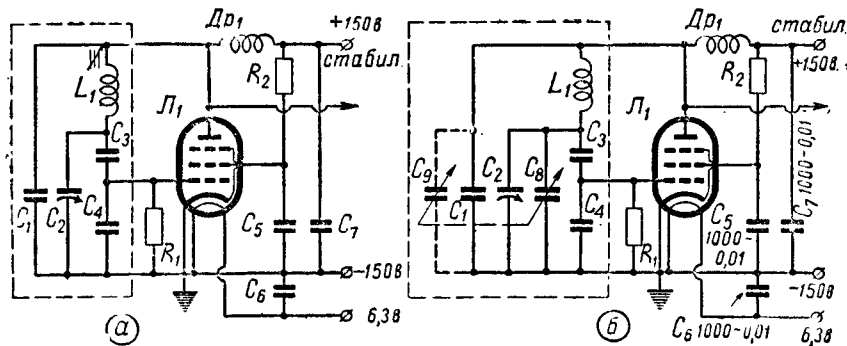 Др₁
+150в
стабил.
R₂
L₁
Л₁
C₃
C₁
C₂
C₄
R₁
C₅
C₇
−150в
C₆
6,3в
а
Др₁
стабил.
+150в.
R₂
L₁
Л₁
C₃
C₉
C₂
C₈
C₁
C₄
R₁
C₅
1000-
0,01
C₇ 1000-0,01
−150в
C₆ 1000-0,01
6,3в
б